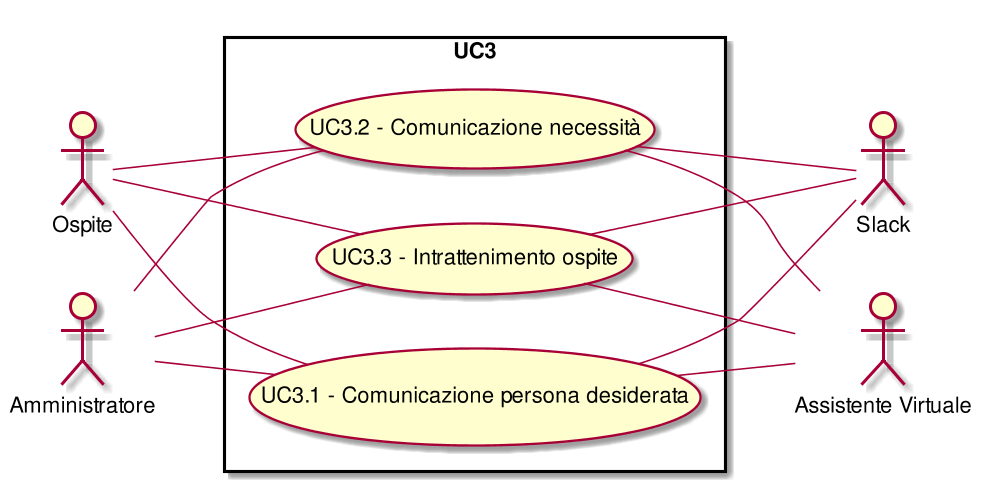 UC3
UC3.2 - Comunicazione necessità
Ospite
Slack
UC3.3 - Intrattenimento ospite
UC3.1 - Comunicazione persona desiderata
Amministratore
Assistente Virtuale